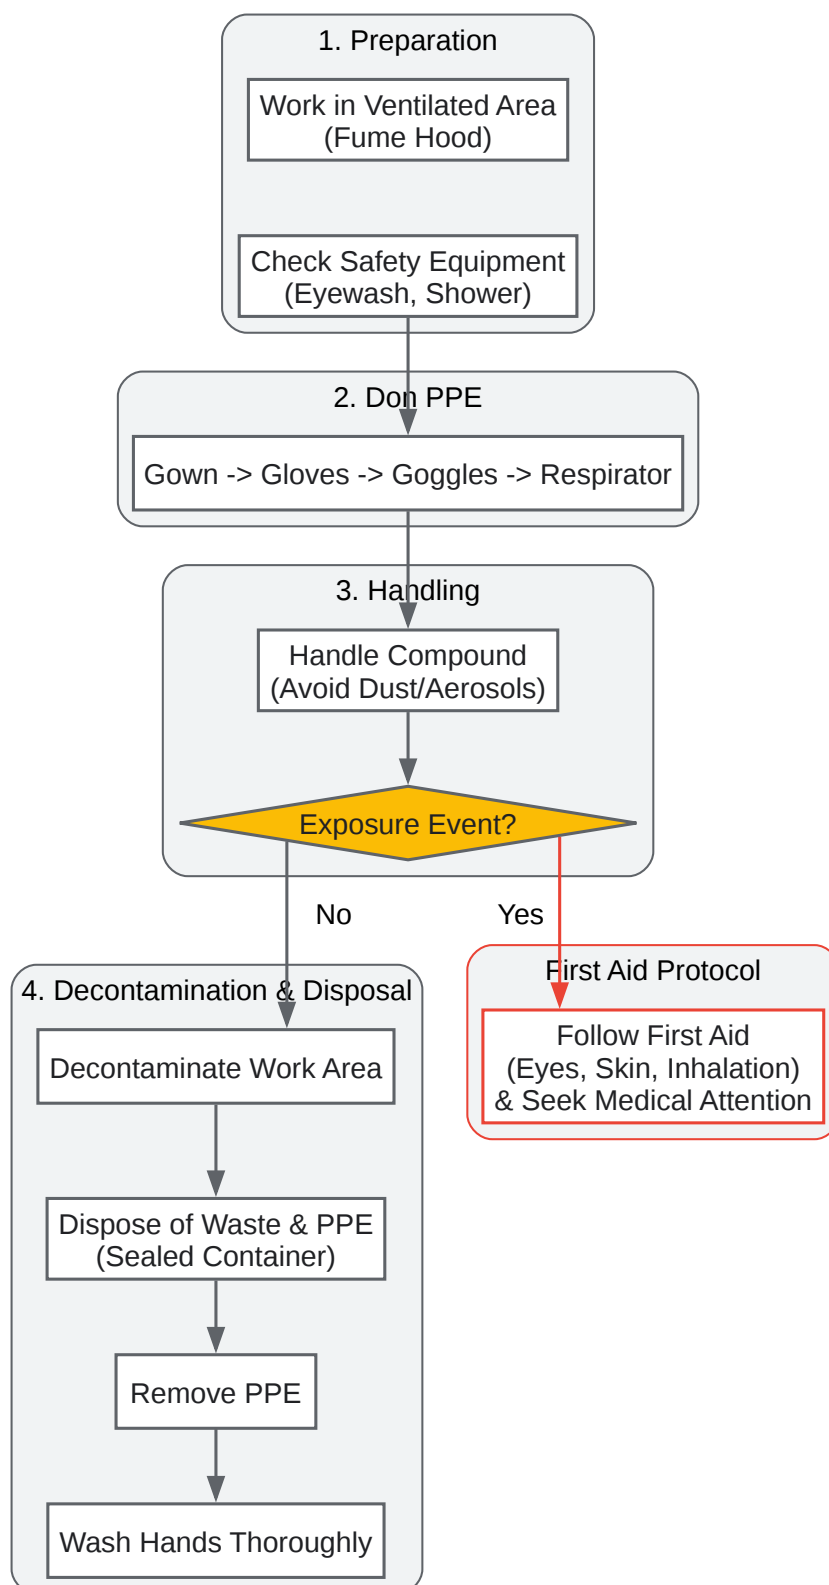 1. Preparation
Work in Ventilated Area
(Fume Hood)
Check Safety Equipment
(Eyewash, Shower)
2. Don PPE
Gown -> Gloves -> Goggles -> Respirator
3. Handling
Handle Compound
(Avoid Dust/Aerosols)
Exposure Event?
No
Yes
4. Decontamination & Disposal
Decontaminate Work Area
Dispose of Waste & PPE
(Sealed Container)
Remove PPE
Wash Hands Thoroughly
First Aid Protocol
Follow First Aid
(Eyes, Skin, Inhalation)
& Seek Medical Attention